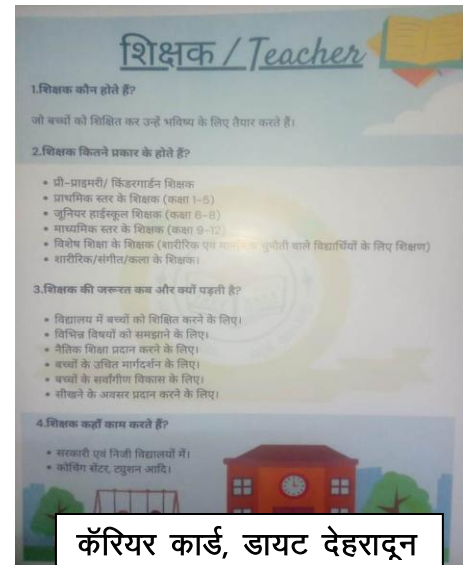 शिक्षक / Teacher
1.शिक्षक कौन होते हैं?
जो बच्चों को शिक्षित कर उन्हें भविष्य के लिए तैयार करते हैं।
2.शिक्षक कितने प्रकार के होते हैं?
• प्री-प्राइमरी/ किंडरगार्डन शिक्षक
• प्राथमिक स्तर के शिक्षक (कक्षा 1-5)
• जूनियर हाईस्कूल शिक्षक (कक्षा 6-8)
• माध्यमिक स्तर के शिक्षक (कक्षा 9-12)
• विशेष शिक्षा के शिक्षक (शारीरिक एवं मानसिक चुनौती वाले विद्यार्थियों के लिए शिक्षण)
• शारीरिक/संगीत/कला के शिक्षक।
3.शिक्षक की जरूरत कब और क्यों पड़ती है?
• विद्यालय में बच्चों को शिक्षित करने के लिए।
• विभिन्न विषयों को समझाने के लिए।
• नैतिक शिक्षा प्रदान करने के लिए।
• बच्चों के उचित मार्गदर्शन के लिए।
• बच्चों के सर्वांगीण विकास के लिए।
• सीखने के अवसर प्रदान करने के लिए।
4.शिक्षक कहाँ काम करते हैं?
• सरकारी एवं निजी विद्यालयों में।
• कोचिंग सेंटर, ट्यूशन आदि।
कॅरियर कार्ड, डायट देहरादून